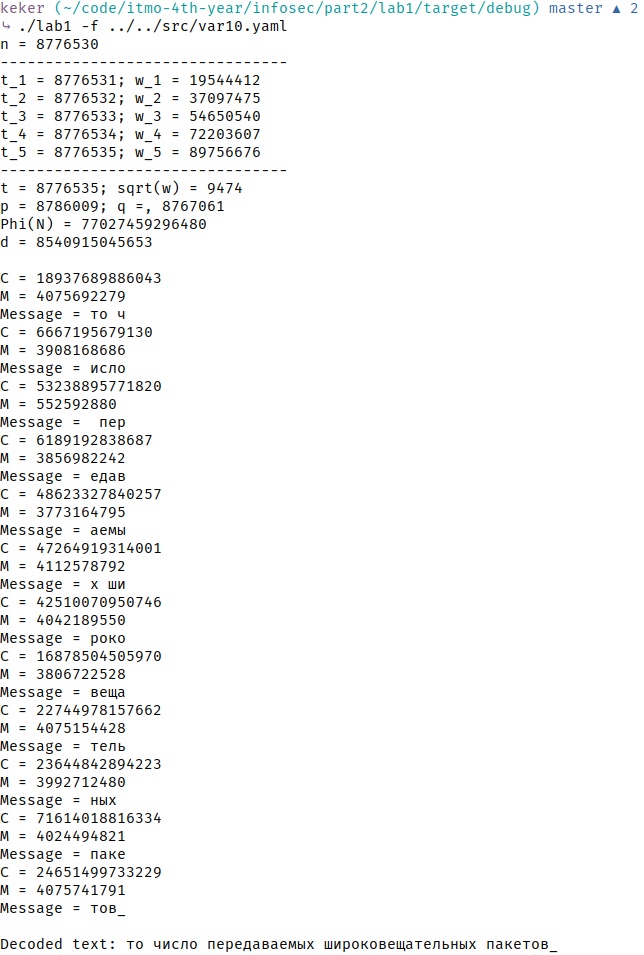 keker (~/code/itmo-4th-year/infosec/part2/lab1/target/debug) master ▲ 2
⤷ ./lab1 -f ../../src/var10.yaml
n = 8776530
--------------------------------
t_1 = 8776531; w_1 = 19544412
t_2 = 8776532; w_2 = 37097475
t_3 = 8776533; w_3 = 54650540
t_4 = 8776534; w_4 = 72203607
t_5 = 8776535; w_5 = 89756676
--------------------------------
t = 8776535; sqrt(w) = 9474
p = 8786009; q =, 8767061
Phi(N) = 77027459296480
d = 8540915045653

C = 18937689886043
M = 4075692279
Message = то ч
C = 6667195679130
M = 3908168686
Message = исло
C = 53238895771820
M = 552592880
Message =  пер
C = 6189192838687
M = 3856982242
Message = едав
C = 48623327840257
M = 3773164795
Message = аемы
C = 47264919314001
M = 4112578792
Message = х ши
C = 42510070950746
M = 4042189550
Message = роко
C = 16878504505970
M = 3806722528
Message = веща
C = 22744978157662
M = 4075154428
Message = тель
C = 23644842894223
M = 3992712480
Message = ных
C = 71614018816334
M = 4024494821
Message = паке
C = 24651499733229
M = 4075741791
Message = тов_

Decoded text: то число передаваемых широковещательных пакетов_